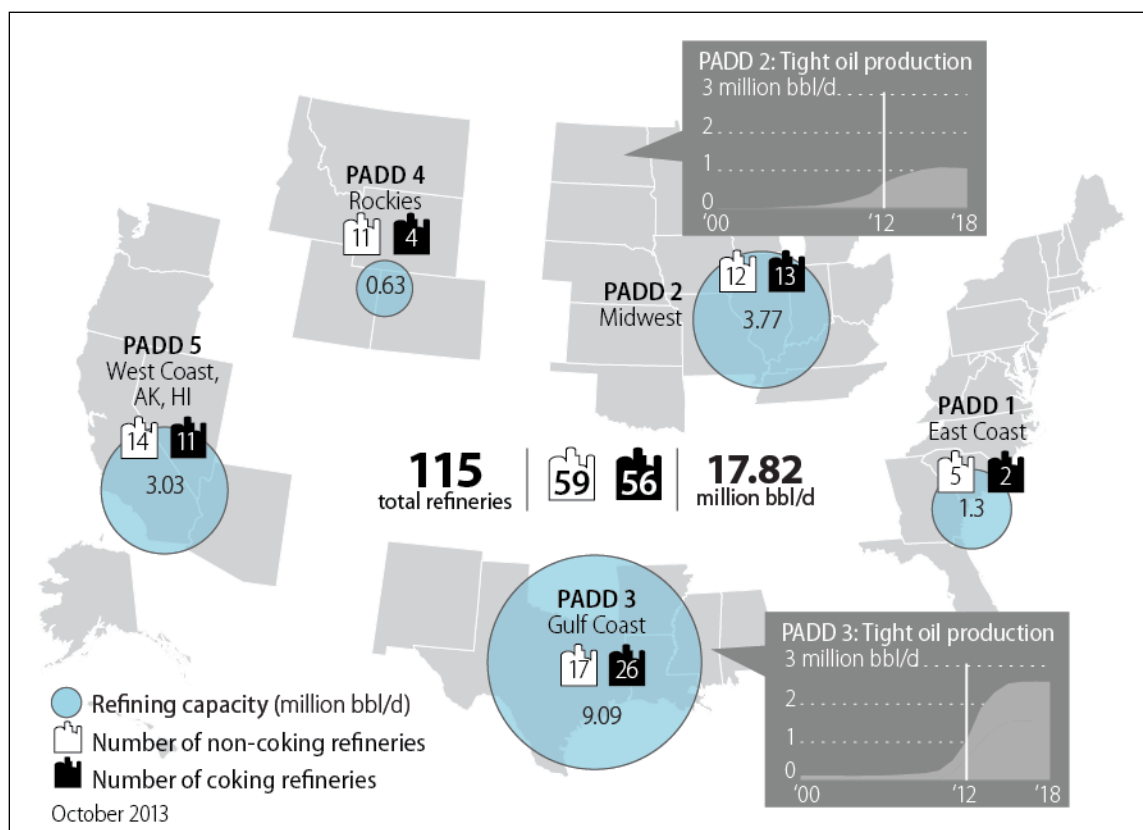 PADD 2: Tight oil production
3 million bbl/d
2
1
0
'00 '12 '18
PADD 4
Rockies
11 4
0.63
PADD 2
Midwest
12 13
3.77
PADD 5
West Coast,
AK, HI
14 11
3.03
PADD 1
East Coast
5 2
1.3
115
total refineries
59 56
17.82
million bbl/d
PADD 3
Gulf Coast
17 26
9.09
PADD 3: Tight oil production
3 million bbl/d
2
1
0
'00 '12 '18
Refining capacity (million bbl/d)
Number of non-coking refineries
Number of coking refineries
October 2013